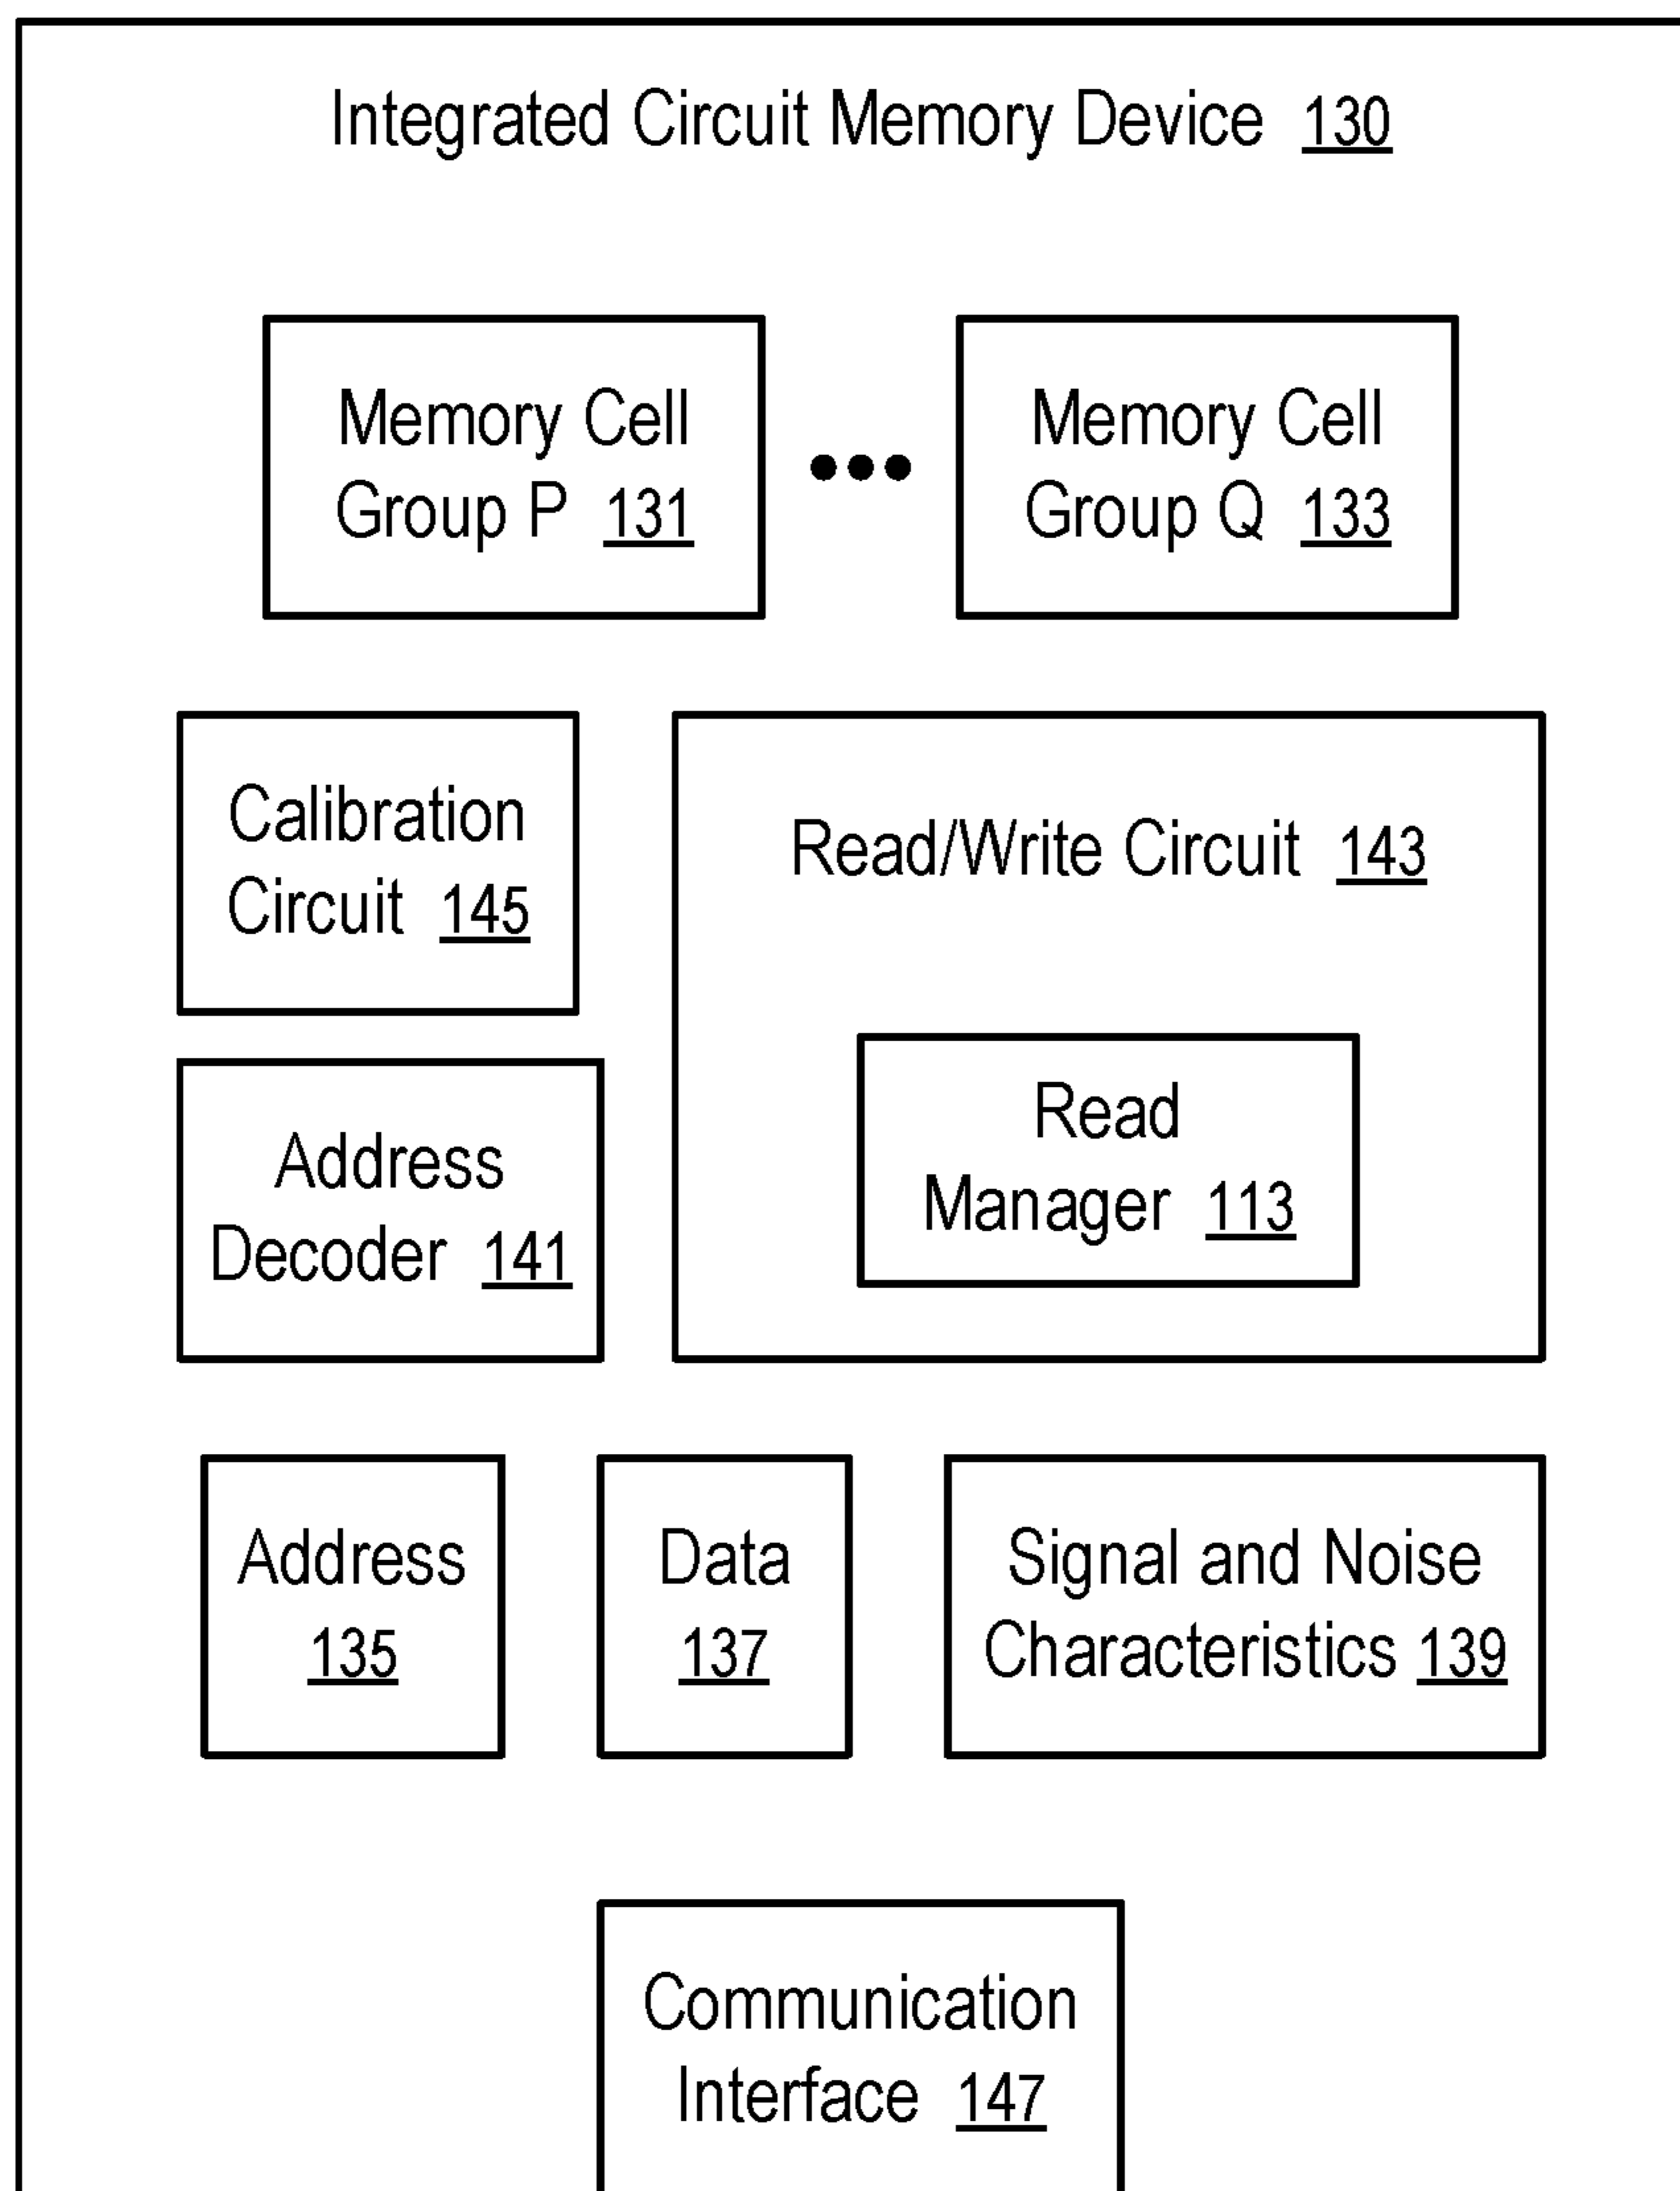 Integrated Circuit Memory Device 130
Memory Cell
Group P 131
Memory Cell
Group Q 133
Calibration
Circuit 145
Read/Write Circuit 143
Read
Manager 113
Address
Decoder 141
Address
135
Data
137
Signal and Noise
Characteristics 139
Communication
Interface 147